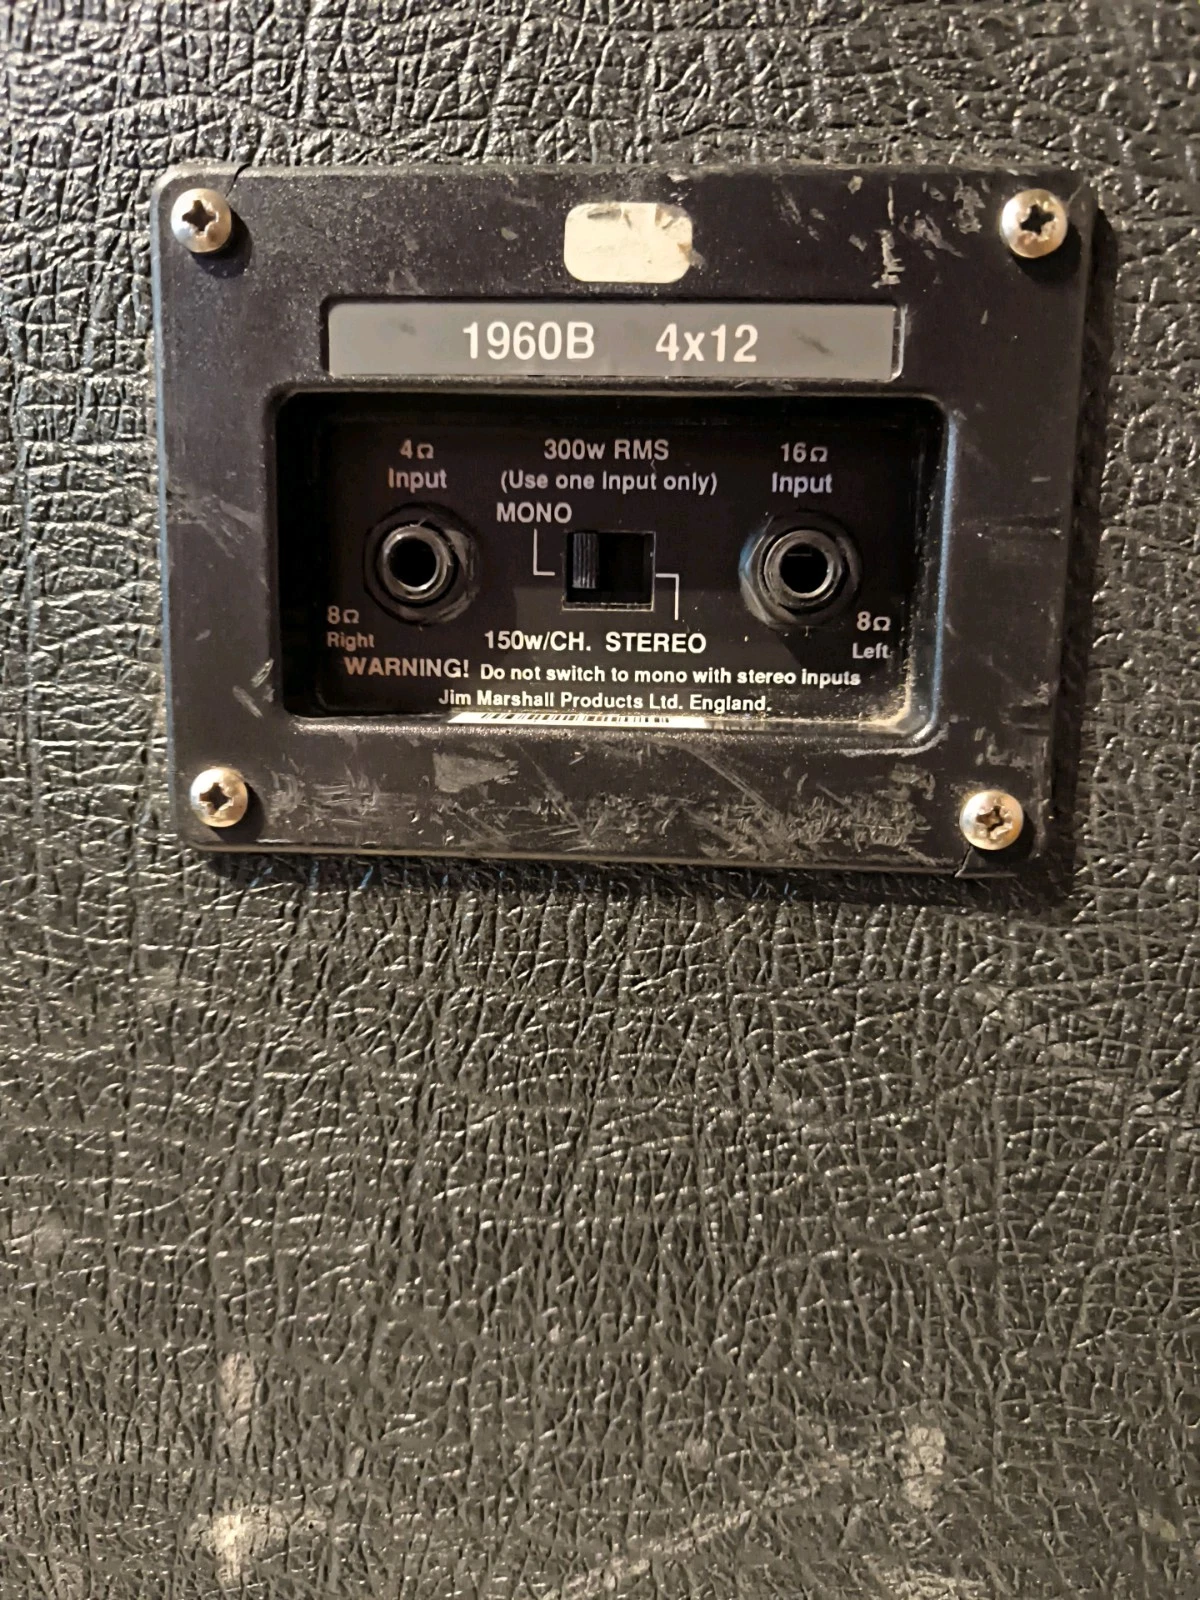 1960B 4x12
4Ω 300w RMS 16Ω
Input (Use one input only) Input
MONO
8Ω 8Ω
Right 150w/CH. STEREO Left
WARNING! Do not switch to mono with stereo inputs
Jim Marshall Products Ltd. England.